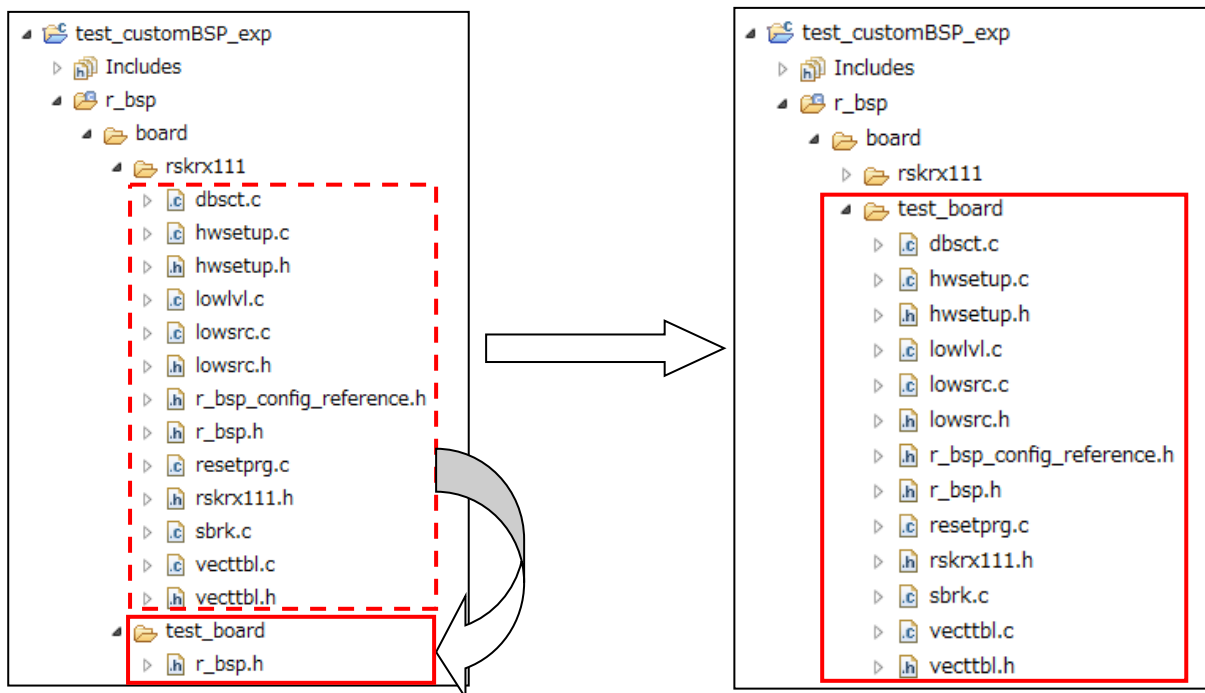 test_customBSP_exp
Includes
r_bsp
board
rskrx111
dbsct.c
hwsetup.c
hwsetup.h
lowlvl.c
lowsrc.c
lowsrc.h
r_bsp_config_reference.h
r_bsp.h
resetprg.c
rskrx111.h
sbrk.c
vecttbl.c
vecttbl.h
test_board
r_bsp.h
test_customBSP_exp
Includes
r_bsp
board
rskrx111
test_board
dbsct.c
hwsetup.c
hwsetup.h
lowlvl.c
lowsrc.c
lowsrc.h
r_bsp_config_reference.h
r_bsp.h
resetprg.c
rskrx111.h
sbrk.c
vecttbl.c
vecttbl.h